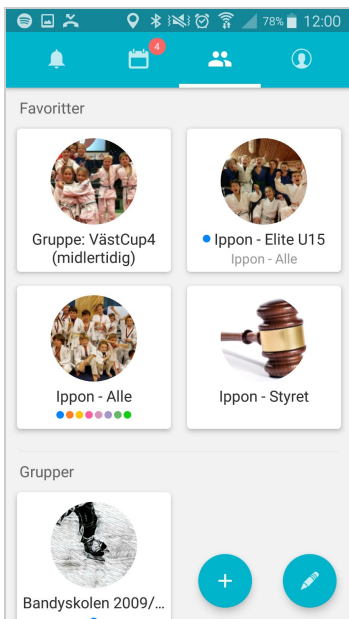 78% 12:00
4
Favoritter
Gruppe: VästCup4
(midlertidig)
Ippon - Elite U15
Ippon - Alle
Ippon - Alle
Ippon - Styret
Grupper
Bandyskolen 2009/...